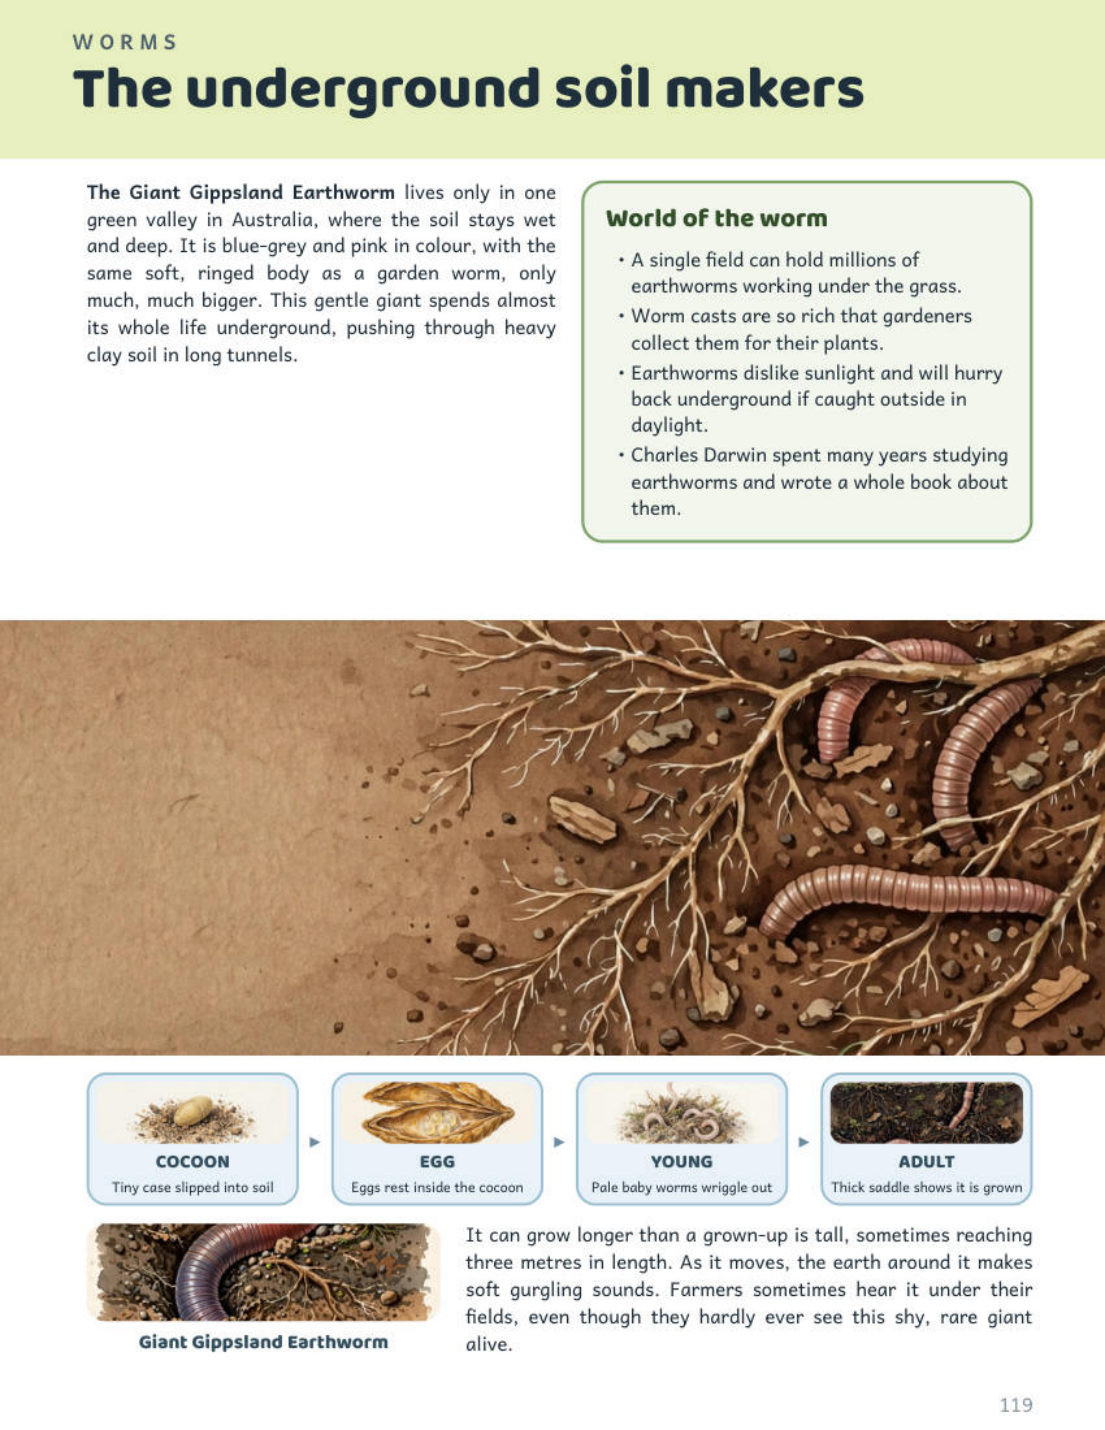 WORMS
The underground soil makers
The Giant Gippsland Earthworm lives only in one
green valley in Australia, where the soil stays wet
and deep. It is blue-grey and pink in colour, with the
same soft, ringed body as a garden worm, only
much, much bigger. This gentle giant spends almost
its whole life underground, pushing through heavy
clay soil in long tunnels.
World of the worm
• A single field can hold millions of
earthworms working under the grass.
• Worm casts are so rich that gardeners
collect them for their plants.
• Earthworms dislike sunlight and will hurry
back underground if caught outside in
daylight.
• Charles Darwin spent many years studying
earthworms and wrote a whole book about
them.
COCOON
Tiny case slipped into soil
EGG
Eggs rest inside the cocoon
YOUNG
Pale baby worms wriggle out
ADULT
Thick saddle shows it is grown
Giant Gippsland Earthworm
It can grow longer than a grown-up is tall, sometimes reaching
three metres in length. As it moves, the earth around it makes
soft gurgling sounds. Farmers sometimes hear it under their
fields, even though they hardly ever see this shy, rare giant
alive.
119